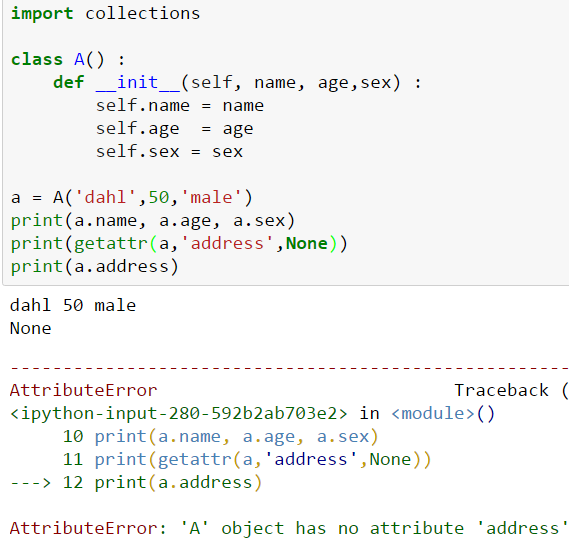 import collections
class A() :
    def __init__(self, name, age,sex) :
        self.name = name
        self.age  = age
        self.sex = sex
a = A('dahl',50,'male')
print(a.name, a.age, a.sex)
print(getattr(a,'address',None))
print(a.address)
dahl 50 male
None
-----------------------------------------------------
AttributeError                            Traceback (
<ipython-input-280-592b2ab703e2> in <module>()
     10 print(a.name, a.age, a.sex)
     11 print(getattr(a,'address',None))
---> 12 print(a.address)
AttributeError: 'A' object has no attribute 'address'